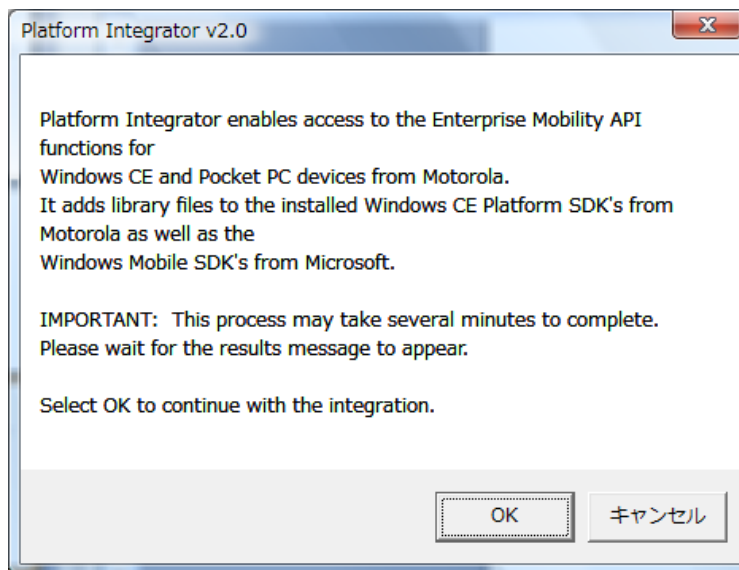 Platform Integrator v2.0
Platform Integrator enables access to the Enterprise Mobility API
functions for
Windows CE and Pocket PC devices from Motorola.
It adds library files to the installed Windows CE Platform SDK's from
Motorola as well as the
Windows Mobile SDK's from Microsoft.
IMPORTANT:  This process may take several minutes to complete.
Please wait for the results message to appear.
Select OK to continue with the integration.
OK
キャンセル